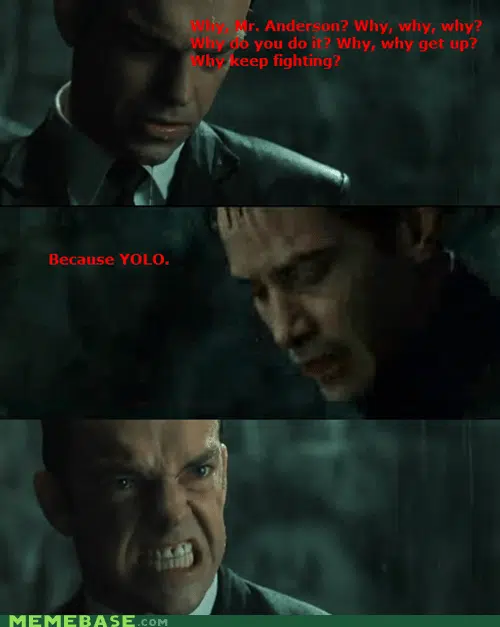 Why, Mr. Anderson? Why, why, why?
Why do you do it? Why, why get up?
Why keep fighting?
Because YOLO.
MEMEBASE.COM